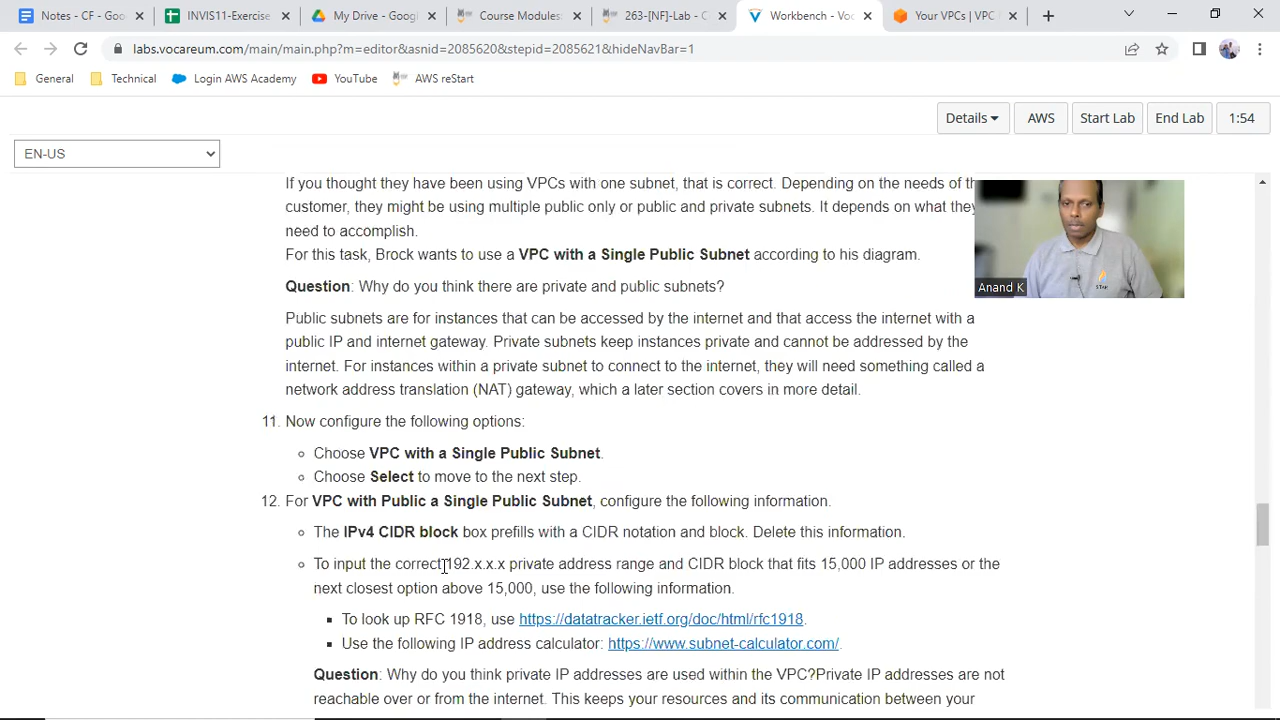 Notes - CF - Goo
INVIS11-Exercise
My Drive - Googl
Course Modules:
263-[NF]-Lab - C
Workbench - Voc
Your VPCs | VPC
labs.vocareum.com/main/main.php?m=editor&asnid=2085620&stepid=2085621&hideNavBar=1
General
Technical
Login AWS Academy
YouTube
AWS reStart
Details
AWS
Start Lab
End Lab
1:54
EN-US
If you thought they have been using VPCs with one subnet, that is correct. Depending on the needs of th
customer, they might be using multiple public only or public and private subnets. It depends on what they
need to accomplish.
For this task, Brock wants to use a VPC with a Single Public Subnet according to his diagram.
Anand K
Question: Why do you think there are private and public subnets?
Public subnets are for instances that can be accessed by the internet and that access the internet with a
public IP and internet gateway. Private subnets keep instances private and cannot be addressed by the
internet. For instances within a private subnet to connect to the internet, they will need something called a
network address translation (NAT) gateway, which a later section covers in more detail.
11. Now configure the following options:
Choose VPC with a Single Public Subnet.
Choose Select to move to the next step.
12. For VPC with Public a Single Public Subnet, configure the following information.
The IPv4 CIDR block box prefills with a CIDR notation and block. Delete this information.
To input the correct 192.x.x.x private address range and CIDR block that fits 15,000 IP addresses or the
next closest option above 15,000, use the following information.
To look up RFC 1918, use https://datatracker.ietf.org/doc/html/rfc1918.
Use the following IP address calculator: https://www.subnet-calculator.com/.
Question: Why do you think private IP addresses are used within the VPC?Private IP addresses are not
reachable over or from the internet. This keeps your resources and its communication between your